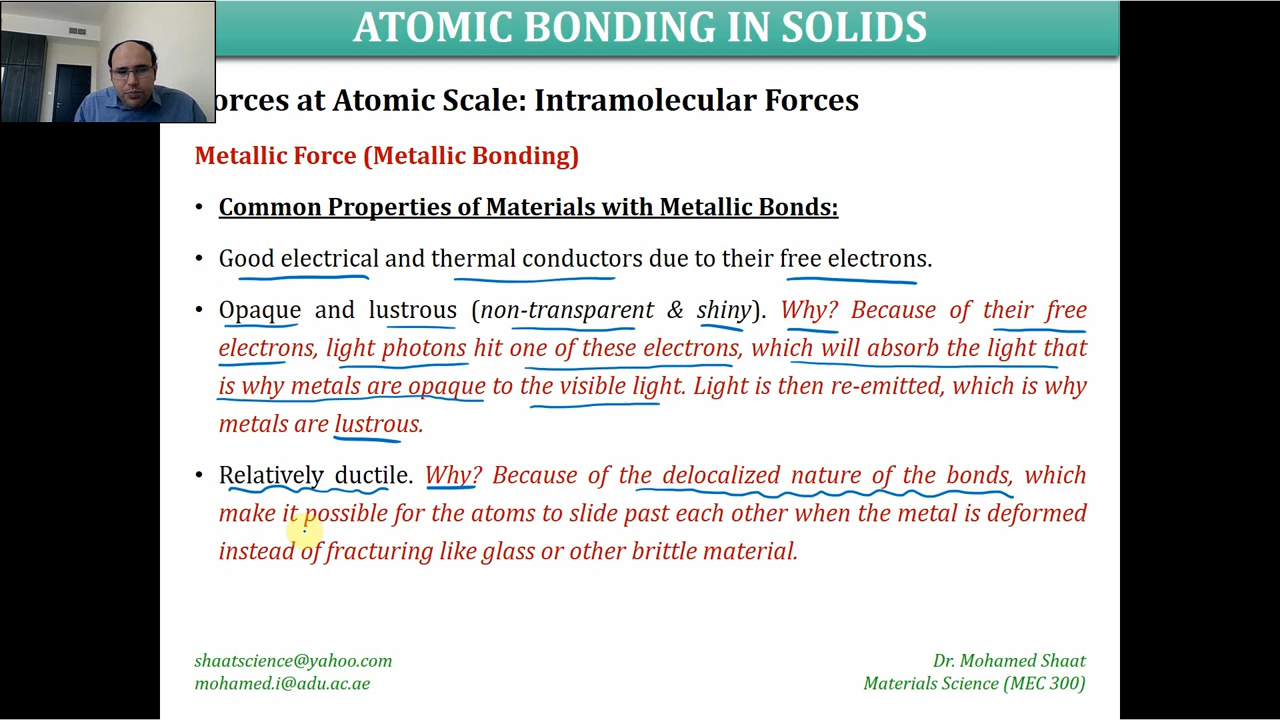 ATOMIC BONDING IN SOLIDS
orces at Atomic Scale: Intramolecular Forces
Metallic Force (Metallic Bonding)
• Common Properties of Materials with Metallic Bonds:
• Good electrical and thermal conductors due to their free electrons.
• Opaque and lustrous (non-transparent & shiny). Why? Because of their free
electrons, light photons hit one of these electrons, which will absorb the light that
is why metals are opaque to the visible light. Light is then re-emitted, which is why
metals are lustrous.
• Relatively ductile. Why? Because of the delocalized nature of the bonds, which
make it possible for the atoms to slide past each other when the metal is deformed
instead of fracturing like glass or other brittle material.
shaatscience@yahoo.com
mohamed.i@adu.ac.ae
Dr. Mohamed Shaat
Materials Science (MEC 300)